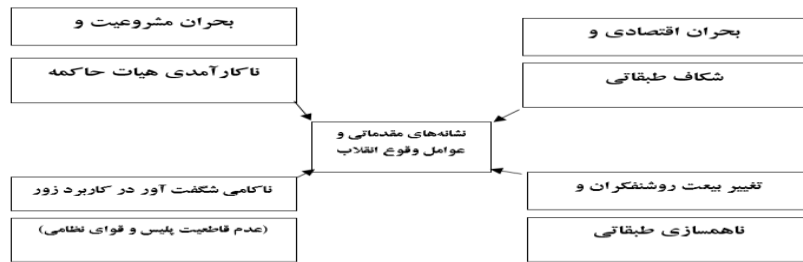 بحران اقتصادی و
شکاف طبقاتی
بحران مشروعیت و
ناکارآمدی هیات حاکمه
نشانه‌های مقدماتی و
عوامل وقوع انقلاب
تغییر بیعت روشنفکران و
ناهمسازی طبقاتی
ناکامی شگفت آور در کاربرد زور
(عدم قاطعیت پلیس و قوای نظامی)